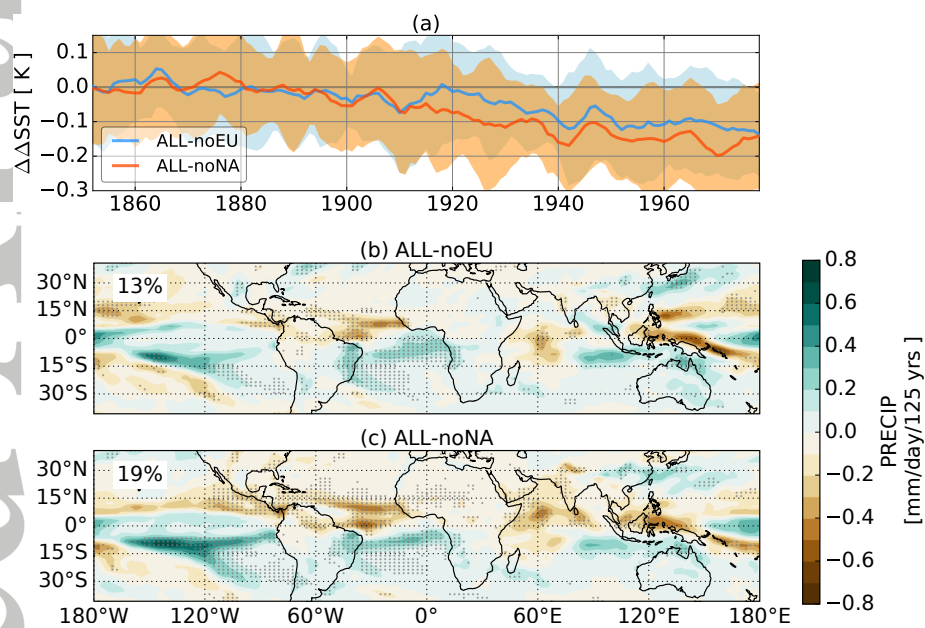 (a)
ΔΔSST [ K ]
0.1
0.0
−0.1
−0.2
−0.3
ALL-noEU
ALL-noNA
1860 1880 1900 1920 1940 1960
(b) ALL-noEU
13%
30°N
15°N
0°
15°S
30°S
(c) ALL-noNA
19%
30°N
15°N
0°
15°S
30°S
180°W 120°W 60°W 0° 60°E 120°E 180°E
0.8
0.6
0.4
0.2
0.0
−0.2
−0.4
−0.6
−0.8
PRECIP
[mm/day/125 yrs ]